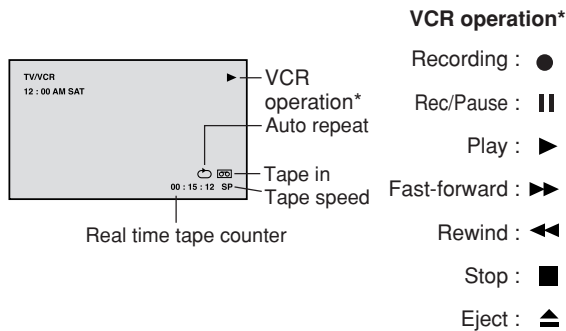 VCR operation*
TV/VCR
12 : 00 AM SAT
VCR
operation*
Auto repeat
Tape in
00 : 15 : 12 SP
Tape speed
Real time tape counter
Recording :
Rec/Pause :
Play :
Fast-forward :
Rewind :
Stop :
Eject :